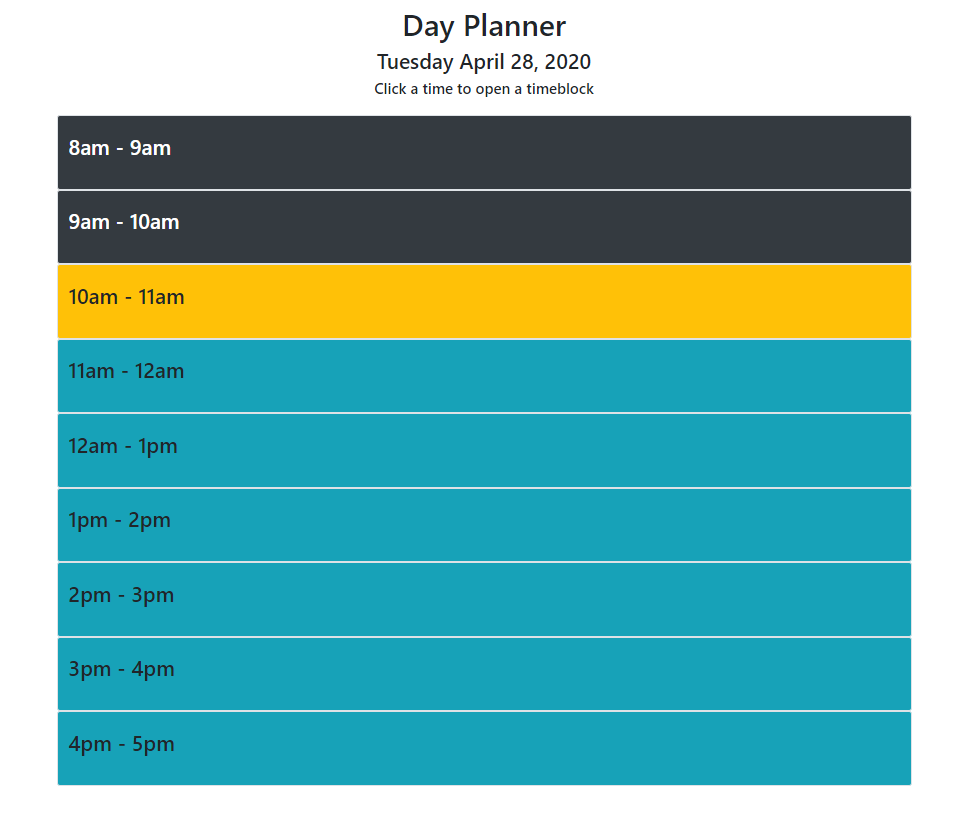 Day Planner
Tuesday April 28, 2020
Click a time to open a timeblock
8am - 9am
9am - 10am
10am - 11am
11am - 12am
12am - 1pm
1pm - 2pm
2pm - 3pm
3pm - 4pm
4pm - 5pm